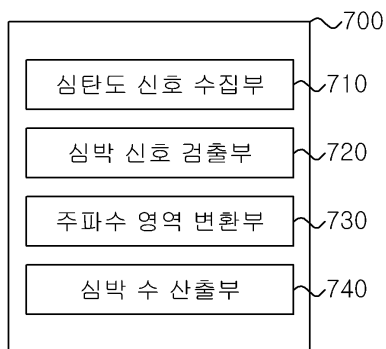 700
심탄도 신호 수집부 710
심박 신호 검출부 720
주파수 영역 변환부 730
심박 수 산출부 740